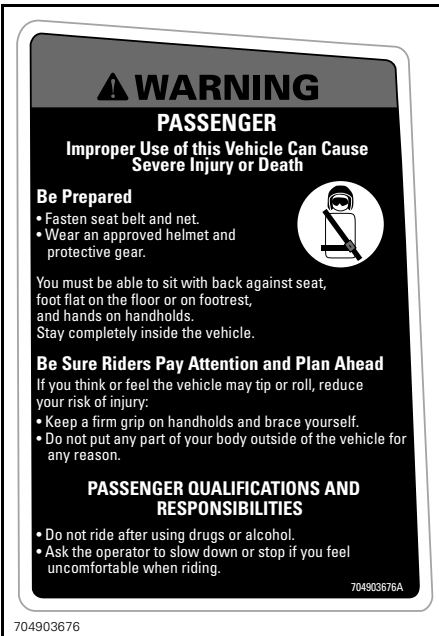 WARNING
PASSENGER
Improper Use of this Vehicle Can Cause
Severe Injury or Death
Be Prepared
• Fasten seat belt and net.
• Wear an approved helmet and
protective gear.
You must be able to sit with back against seat,
foot flat on the floor or on footrest,
and hands on handholds.
Stay completely inside the vehicle.
Be Sure Riders Pay Attention and Plan Ahead
If you think or feel the vehicle may tip or roll, reduce
your risk of injury:
• Keep a firm grip on handholds and brace yourself.
• Do not put any part of your body outside of the vehicle for
any reason.
PASSENGER QUALIFICATIONS AND
RESPONSIBILITIES
• Do not ride after using drugs or alcohol.
• Ask the operator to slow down or stop if you feel
uncomfortable when riding.
704903676A
704903676